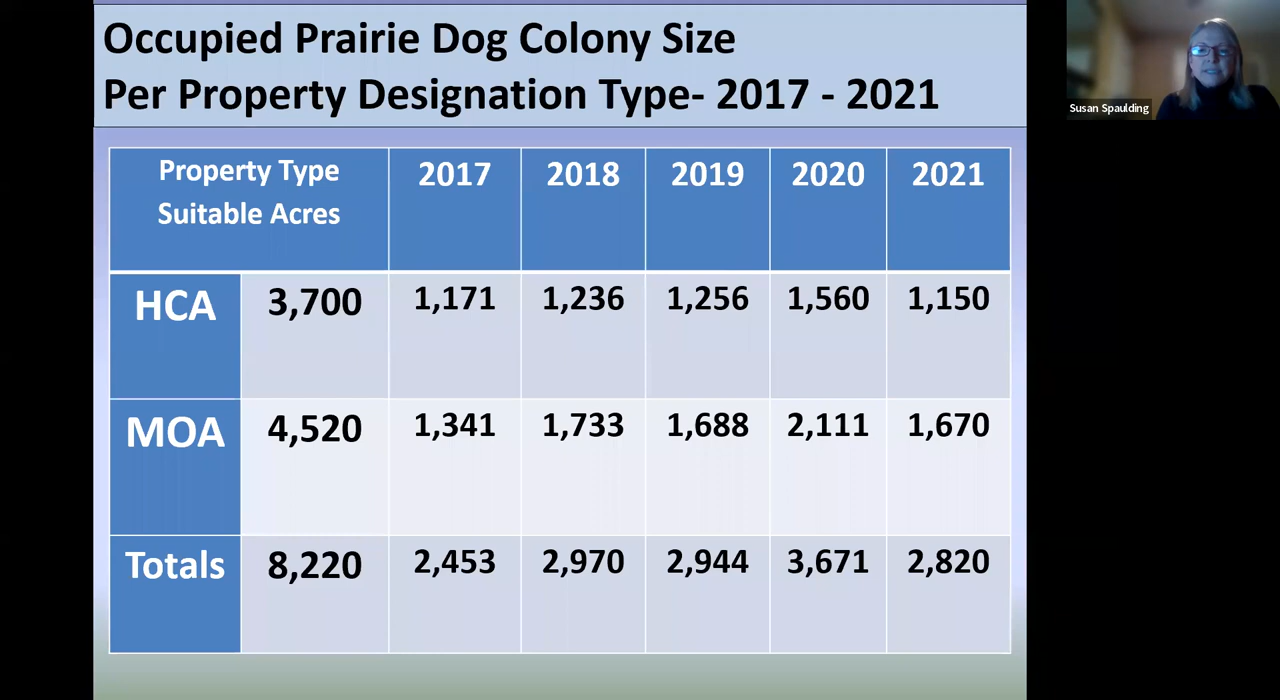 Occupied Prairie Dog Colony Size
Per Property Designation Type- 2017 - 2021
Susan Spaulding
Property Type
Suitable Acres
2017 2018 2019 2020 2021
HCA 3,700 1,171 1,236 1,256 1,560 1,150
MOA 4,520 1,341 1,733 1,688 2,111 1,670
Totals 8,220 2,453 2,970 2,944 3,671 2,820